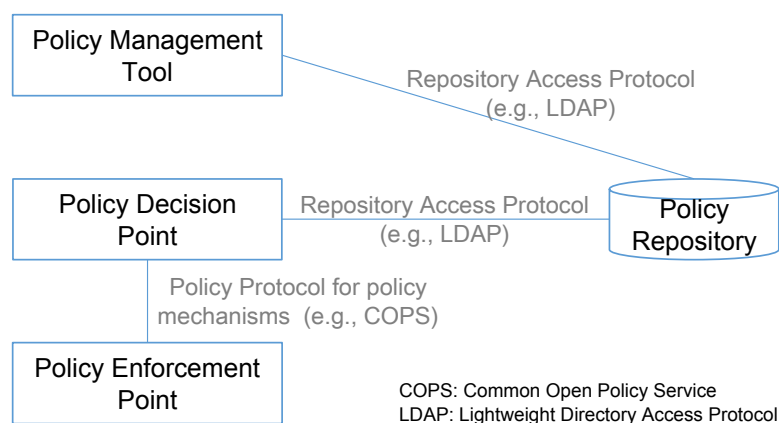 Policy Management
Tool
Repository Access Protocol
(e.g., LDAP)
Policy Decision
Point
Repository Access Protocol
(e.g., LDAP)
Policy
Repository
Policy Protocol for policy
mechanisms (e.g., COPS)
Policy Enforcement
Point
COPS: Common Open Policy Service
LDAP: Lightweight Directory Access Protocol